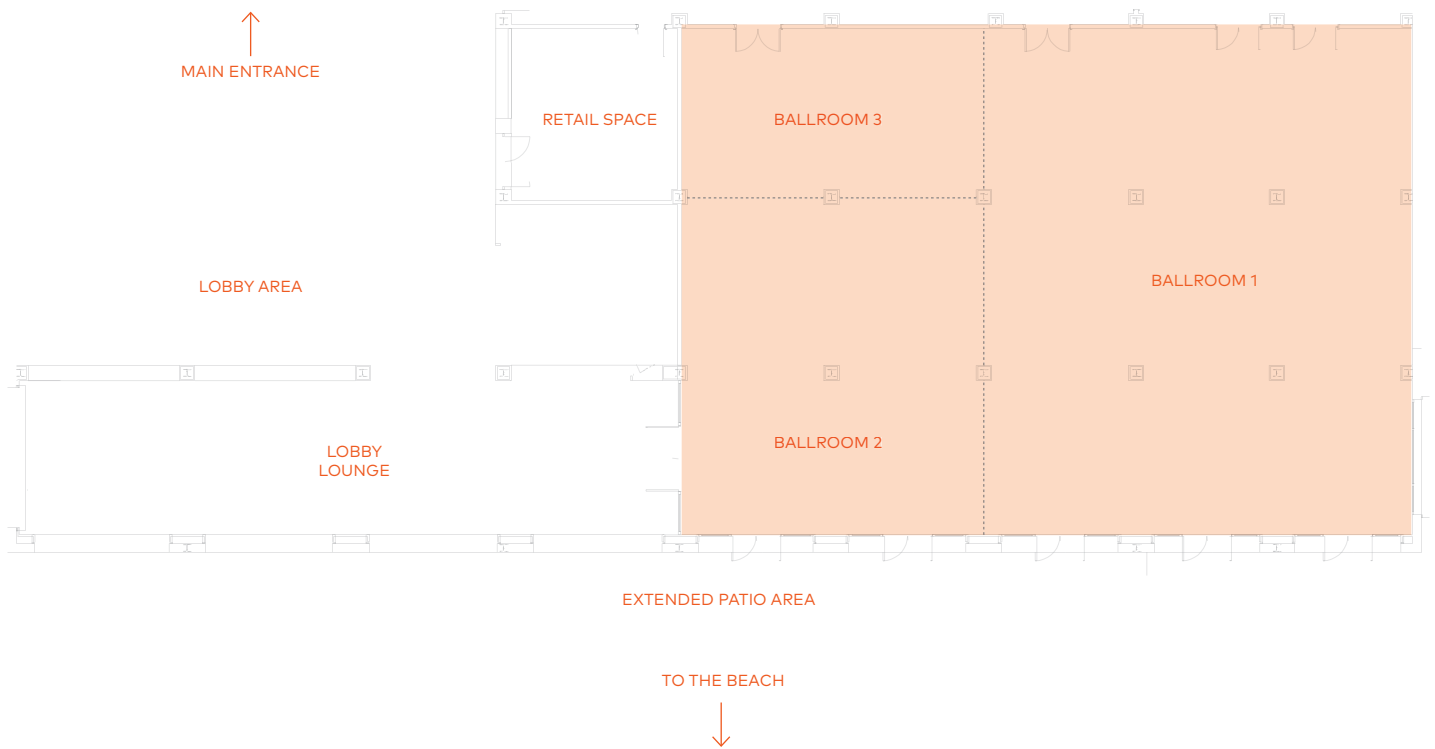 MAIN ENTRANCE
RETAIL SPACE
BALLROOM 3
LOBBY AREA
BALLROOM 1
LOBBY
LOUNGE
BALLROOM 2
EXTENDED PATIO AREA
TO THE BEACH